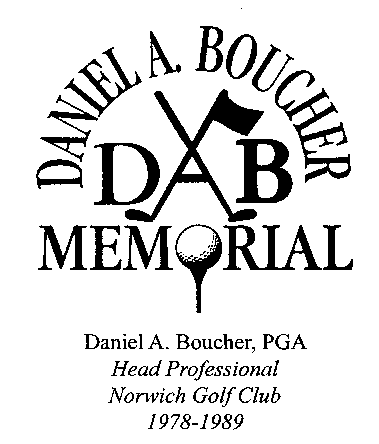 DANIEL A. BOUCHER
DAB
MEMORIAL
Daniel A. Boucher, PGA
Head Professional
Norwich Golf Club
1978-1989